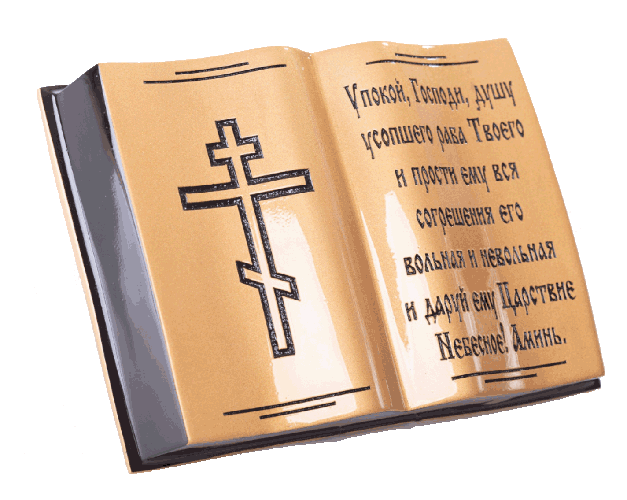 Упокой, Господи, душу
усопшего раба Твоего
и прости ему вся
согрешения его
вольная и невольная
и даруй ему Царствие
Небесное! Аминь.